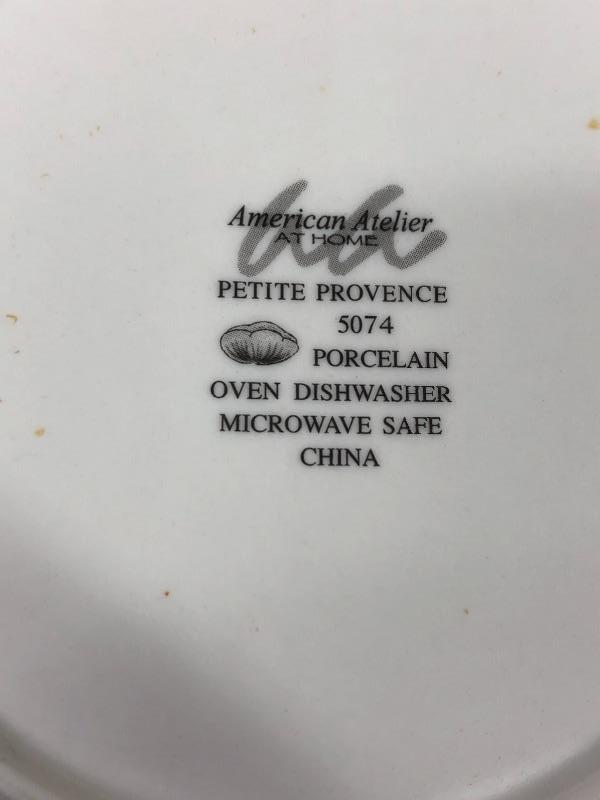 American Atelier
AT HOME
PETITE PROVENCE
5074
PORCELAIN
OVEN DISHWASHER
MICROWAVE SAFE
CHINA